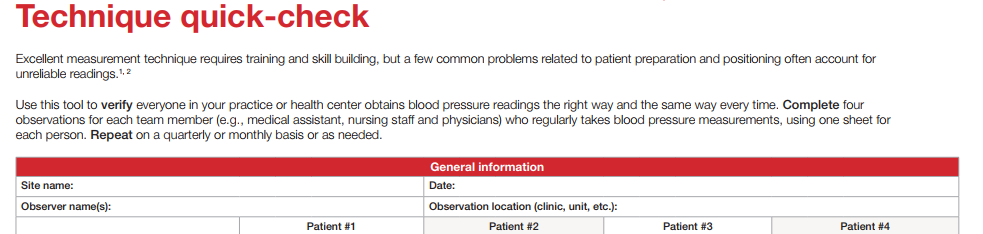 Technique quick-check
Excellent measurement technique requires training and skill building, but a few common problems related to patient preparation and positioning often account for
unreliable readings.1, 2
Use this tool to verify everyone in your practice or health center obtains blood pressure readings the right way and the same way every time. Complete four
observations for each team member (e.g., medical assistant, nursing staff and physicians) who regularly takes blood pressure measurements, using one sheet for
each person. Repeat on a quarterly or monthly basis or as needed.
General information
Site name: Date:
Observer name(s): Observation location (clinic, unit, etc.):
Patient #1 Patient #2 Patient #3 Patient #4